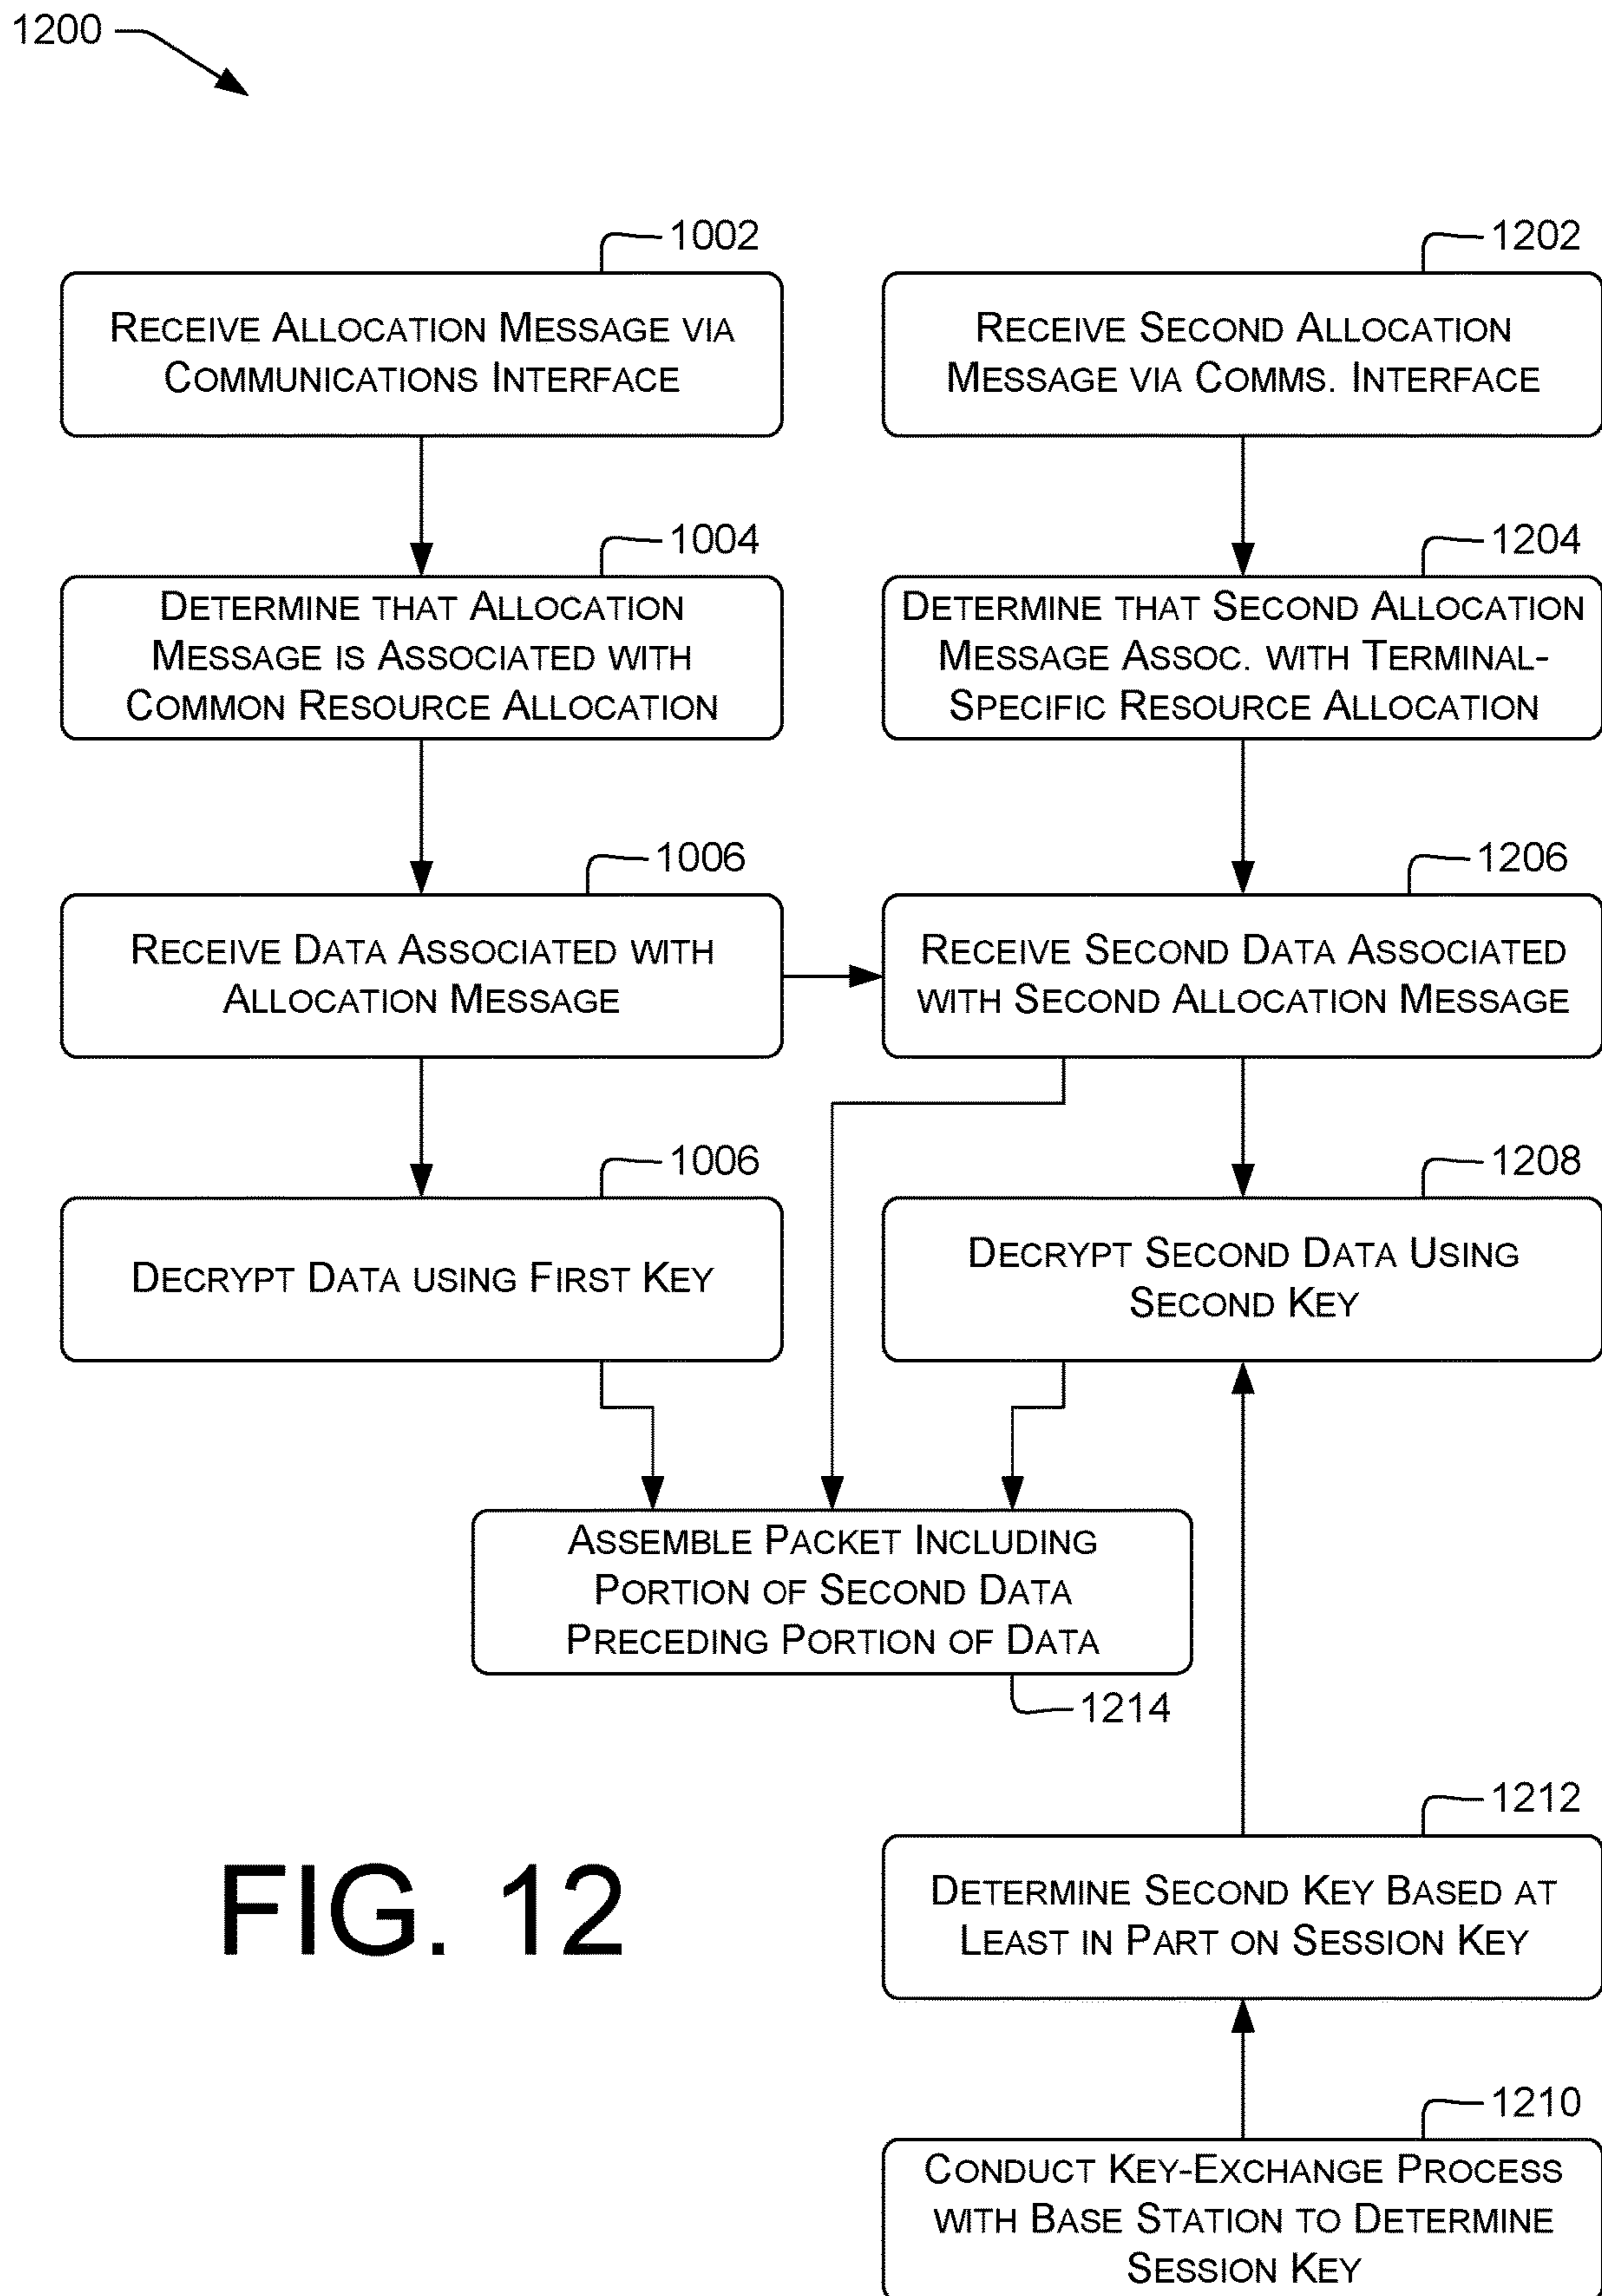 1200
1002
RECEIVE ALLOCATION MESSAGE VIA
COMMUNICATIONS INTERFACE
1202
RECEIVE SECOND ALLOCATION
MESSAGE VIA COMMS. INTERFACE
1004
DETERMINE THAT ALLOCATION
MESSAGE IS ASSOCIATED WITH
COMMON RESOURCE ALLOCATION
1204
DETERMINE THAT SECOND ALLOCATION
MESSAGE ASSOC. WITH TERMINAL-
SPECIFIC RESOURCE ALLOCATION
1006
RECEIVE DATA ASSOCIATED WITH
ALLOCATION MESSAGE
1206
RECEIVE SECOND DATA ASSOCIATED
WITH SECOND ALLOCATION MESSAGE
1006
DECRYPT DATA USING FIRST KEY
1208
DECRYPT SECOND DATA USING
SECOND KEY
ASSEMBLE PACKET INCLUDING
PORTION OF SECOND DATA
PRECEDING PORTION OF DATA
1214
1212
DETERMINE SECOND KEY BASED AT
LEAST IN PART ON SESSION KEY
FIG. 12
1210
CONDUCT KEY-EXCHANGE PROCESS
WITH BASE STATION TO DETERMINE
SESSION KEY